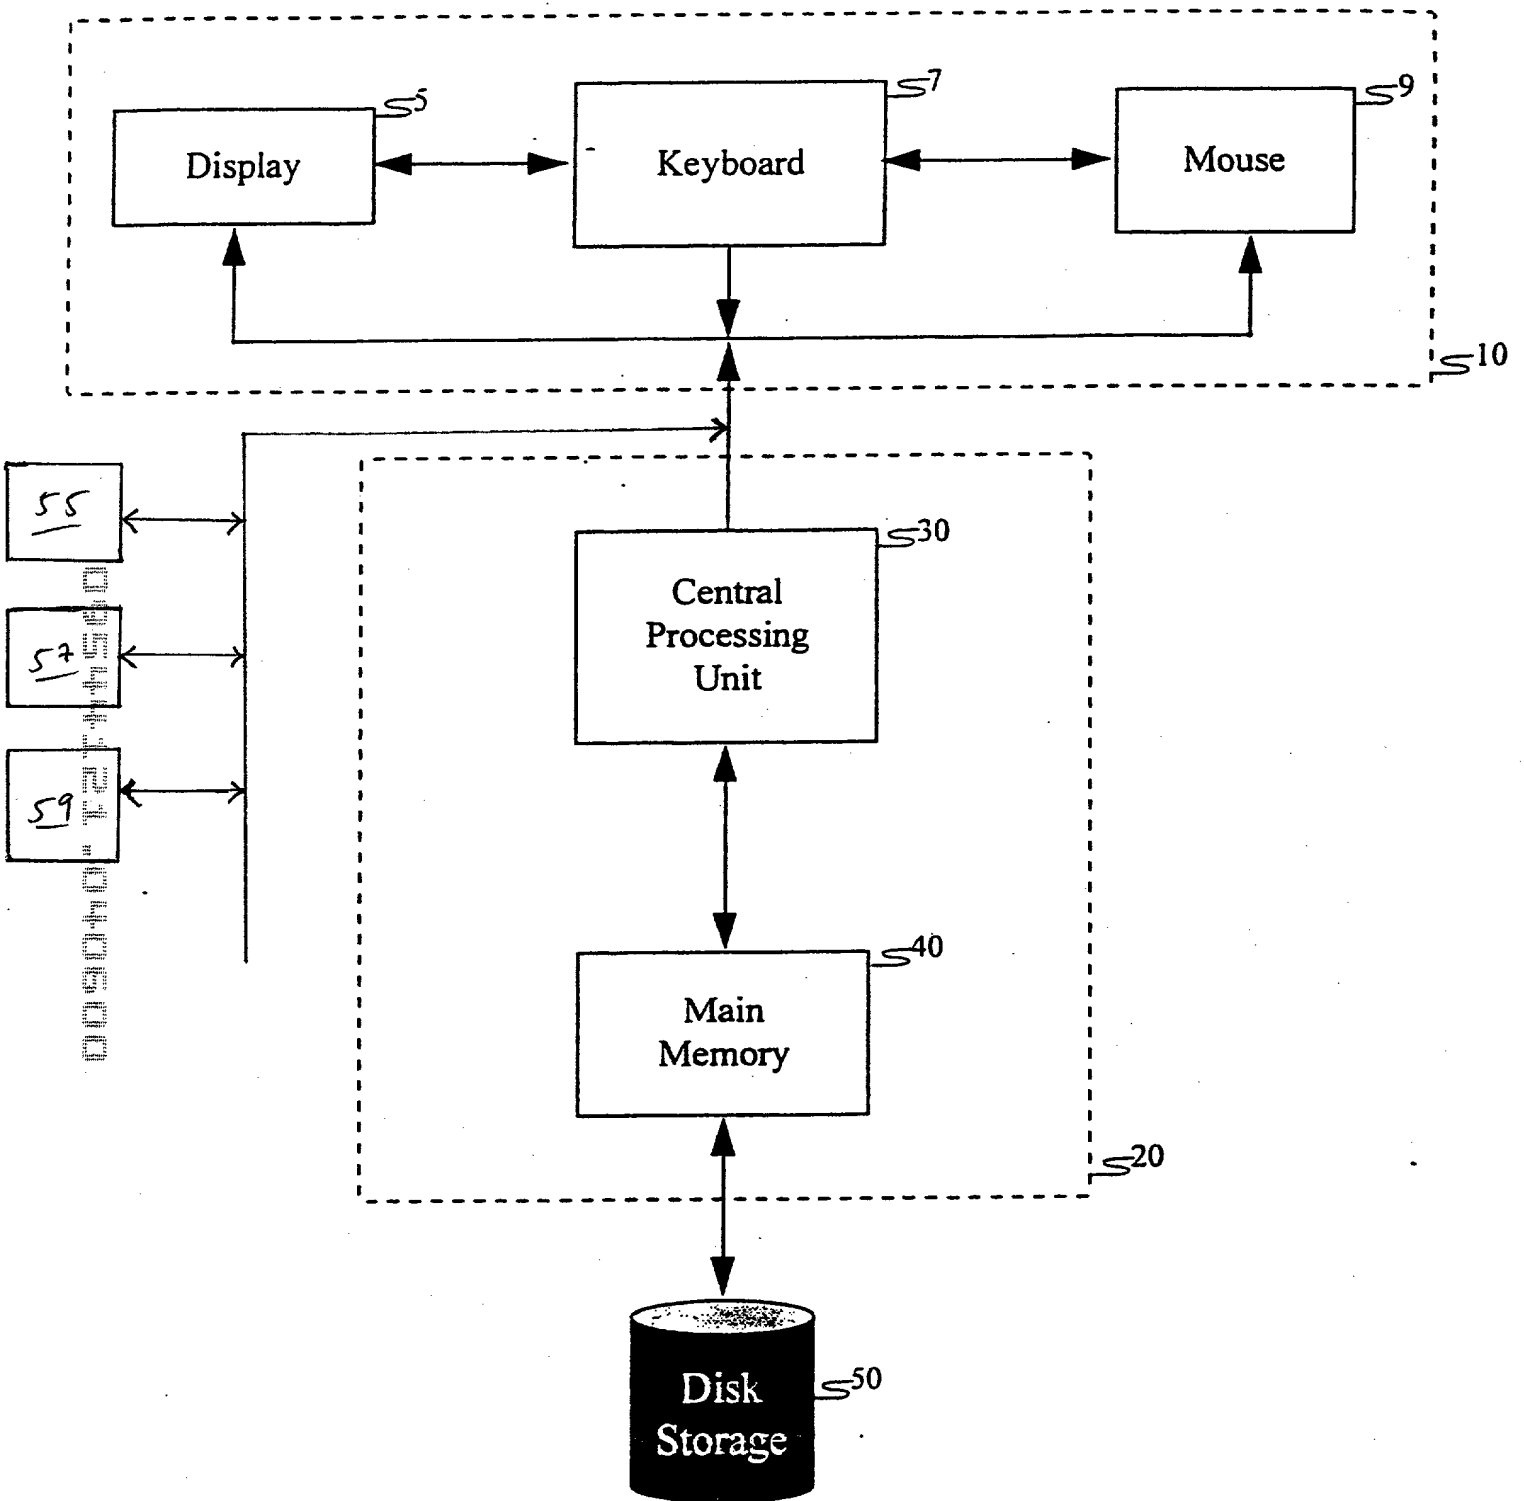 5
7
9
Display
Keyboard
Mouse
10
55
30
Central
Processing
Unit
57
59
40
Main
Memory
20
50
Disk
Storage